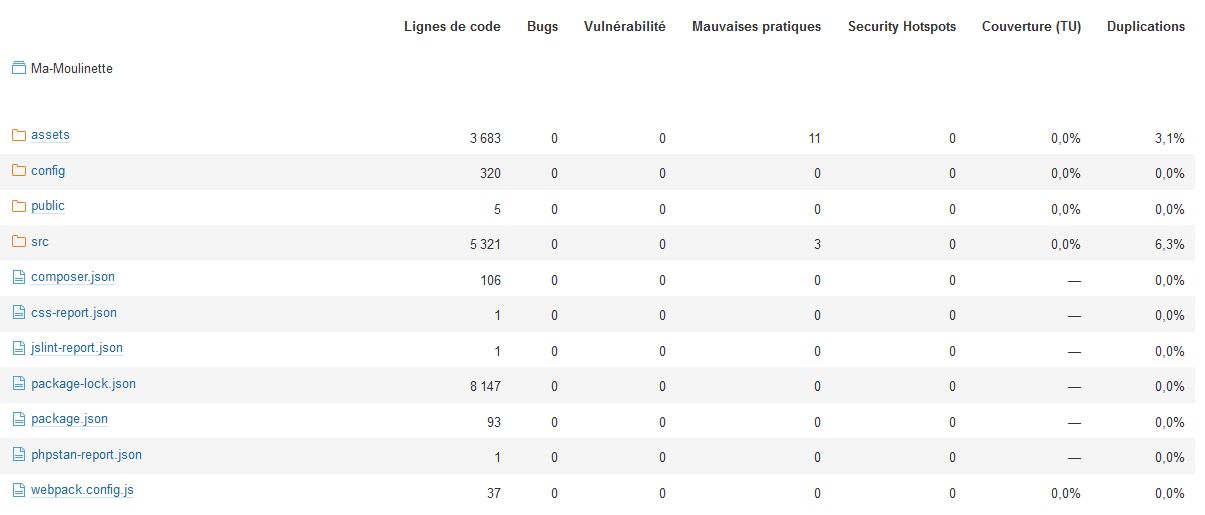 Lignes de code Bugs Vulnérabilité Mauvaises pratiques Security Hotspots Couverture (TU) Duplications
Ma-Moulinette
assets 3 683 0 0 11 0 0,0% 3,1%
config 320 0 0 0 0 0,0% 0,0%
public 5 0 0 0 0 0,0% 0,0%
src 5 321 0 0 3 0 0,0% 6,3%
composer.json 106 0 0 0 0 — 0,0%
css-report.json 1 0 0 0 0 — 0,0%
jslint-report.json 1 0 0 0 0 — 0,0%
package-lock.json 8 147 0 0 0 0 — 0,0%
package.json 93 0 0 0 0 — 0,0%
phpstan-report.json 1 0 0 0 0 — 0,0%
webpack.config.js 37 0 0 0 0 0,0% 0,0%